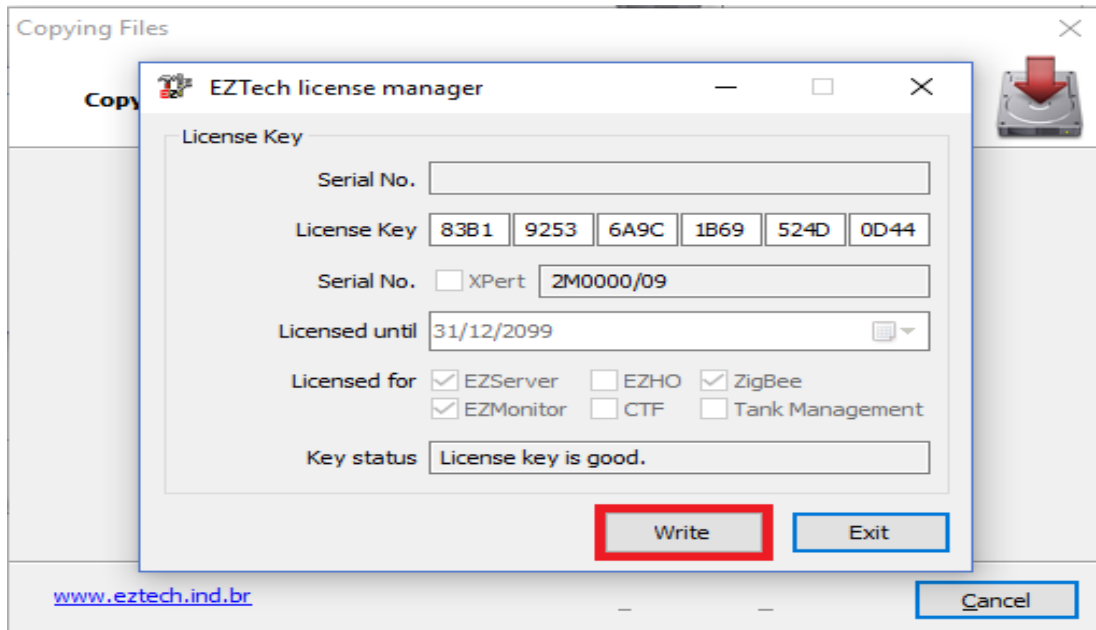 Copying Files
Copy
EZTech license manager
License Key
Serial No.
License Key 83B1 9253 6A9C 1B69 524D 0D44
Serial No. XPert 2M0000/09
Licensed until 31/12/2099
Licensed for EZServer EZHO ZigBee
EZMonitor CTF Tank Management
Key status License key is good.
Write Exit
www.eztech.ind.br
Cancel